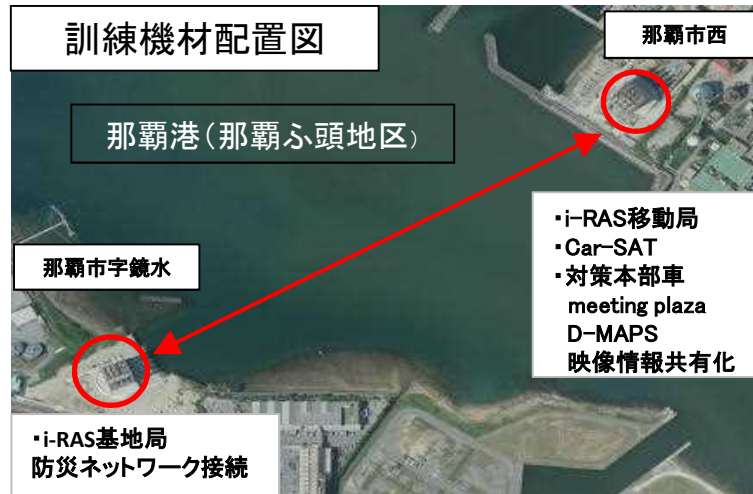 訓練機材配置図
那覇市西
那覇港(那覇ふ頭地区)
・i-RAS移動局
・Car-SAT
・対策本部車
meeting plaza
D-MAPS
映像情報共有化
那覇市字鏡水
・i-RAS基地局
防災ネットワーク接続